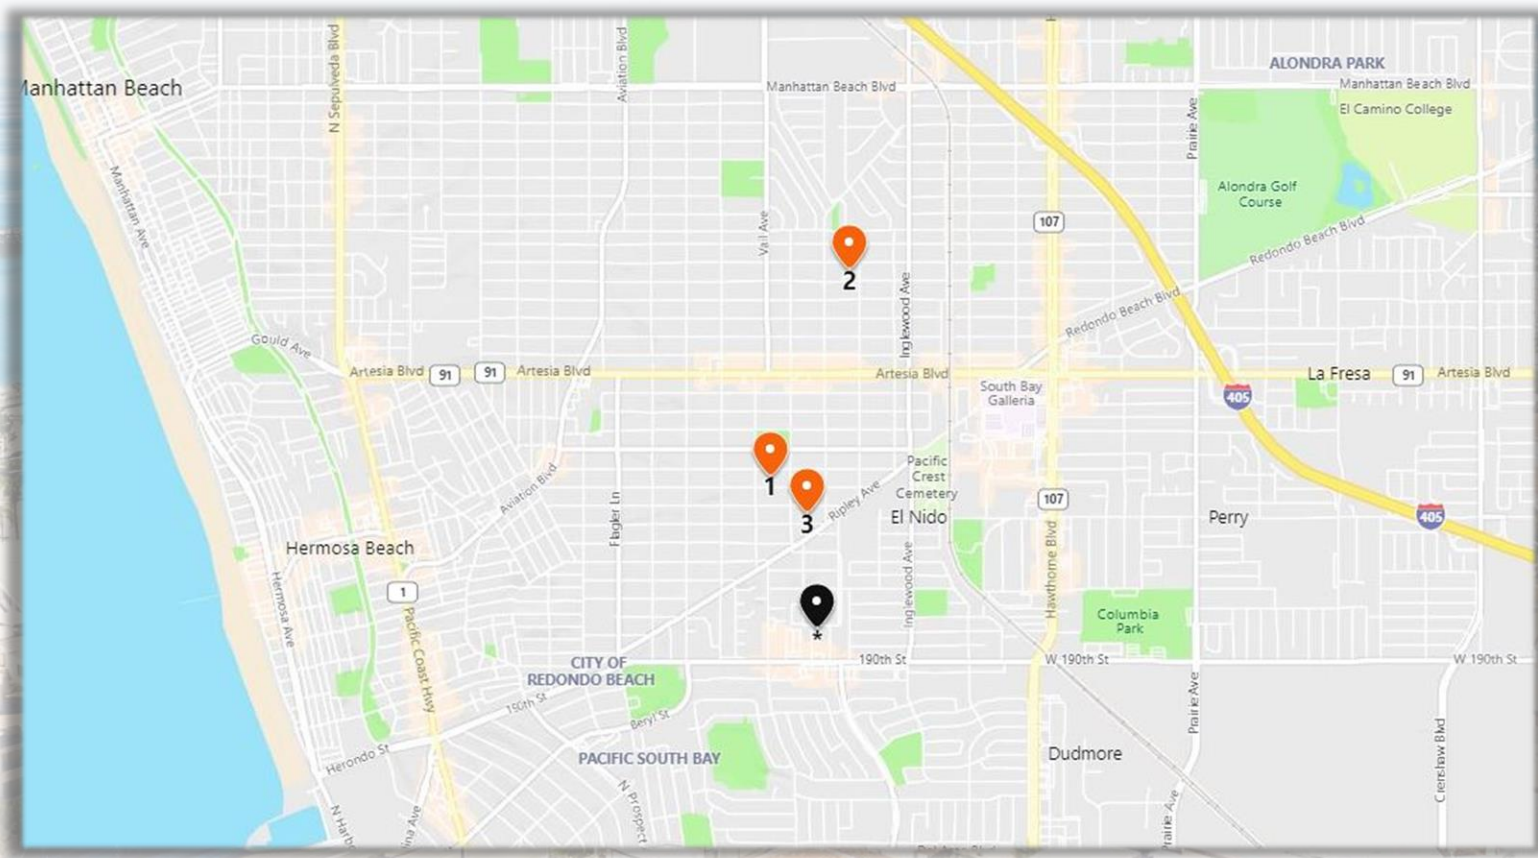 ALONDRA PARK
Manhattan Beach
Manhattan Beach Blvd
Manhattan Beach Blvd
N Sepulveda Blvd
Aviation Blvd
El Camino College
Prairie Ave
Manhattan Ave
Alondra Golf
Course
107
Vail Ave
Redondo Beach Blvd
2
Inglewood Ave
Redondo Beach Blvd
Gould Ave
Artesia Blvd
91
91
Artesia Blvd
Artesia Blvd
La Fresa
91
Artesia Blvd
South Bay
Galleria
405
Pacific
Crest
Cemetery
1
Aviation Blvd
Ripley Ave
107
3
Flagler Ln
El Nido
Perry
405
Hermosa Beach
Hermosa Ave
1
Inglewood Ave
Hawthorne Blvd
Columbia
Park
*
Pacific Coast Hwy
CITY OF
REDONDO BEACH
190th St
W 190th St
W 190th St
190th St
Beryl St
Prairie Ave
Herondo St
PACIFIC SOUTH BAY
Dudmore
Crenshaw Blvd
N Prospect